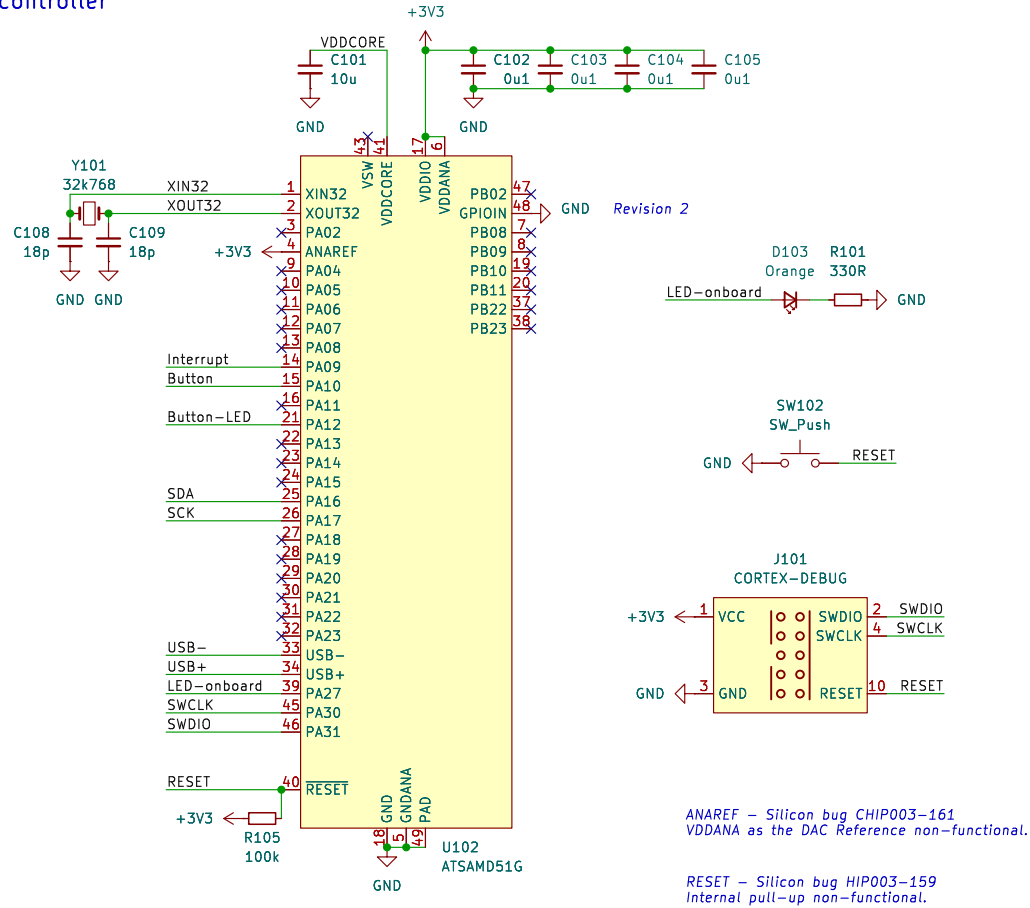 controller
+3V3
VDDCORE
C101
10u
GND
C102
0u1
C103
0u1
C104
0u1
C105
0u1
GND
43
41
17
6
VSW
VDDCORE
VDDIO
VDDANA
Y101
32k768
XIN32
XOUT32
C108
18p
C109
18p
GND
GND
+3V3
1 XIN32
2 XOUT32
3 PA02
4 ANAREF
9 PA04
10 PA05
11 PA06
12 PA07
13 PA08
Interrupt 14 PA09
Button 15 PA10
16 PA11
Button-LED 21 PA12
22 PA13
23 PA14
24 PA15
SDA 25 PA16
SCK 26 PA17
27 PA18
28 PA19
29 PA20
30 PA21
31 PA22
32 PA23
USB- 33 USB-
USB+ 34 USB+
LED-onboard 39 PA27
SWCLK 45 PA30
SWDIO 46 PA31
RESET 40 RESET
+3V3
R105
100k
PB02 47
GPIOIN 48
GND
Revision 2
PB08 7
PB09 8
PB10 19
PB11 20
PB22 37
PB23 38
GND
GNDANA
PAD
18
5
49
GND
U102
ATSAMD51G
D103
Orange
R101
330R
LED-onboard
GND
SW102
SW_Push
GND
RESET
J101
CORTEX-DEBUG
+3V3 1 VCC
SWDIO 2 SWDIO
SWCLK 4 SWCLK
GND 3 GND
RESET 10 RESET
ANAREF - Silicon bug CHIP003-161
VDDANA as the DAC Reference non-functional.
RESET - Silicon bug HIP003-159
Internal pull-up non-functional.